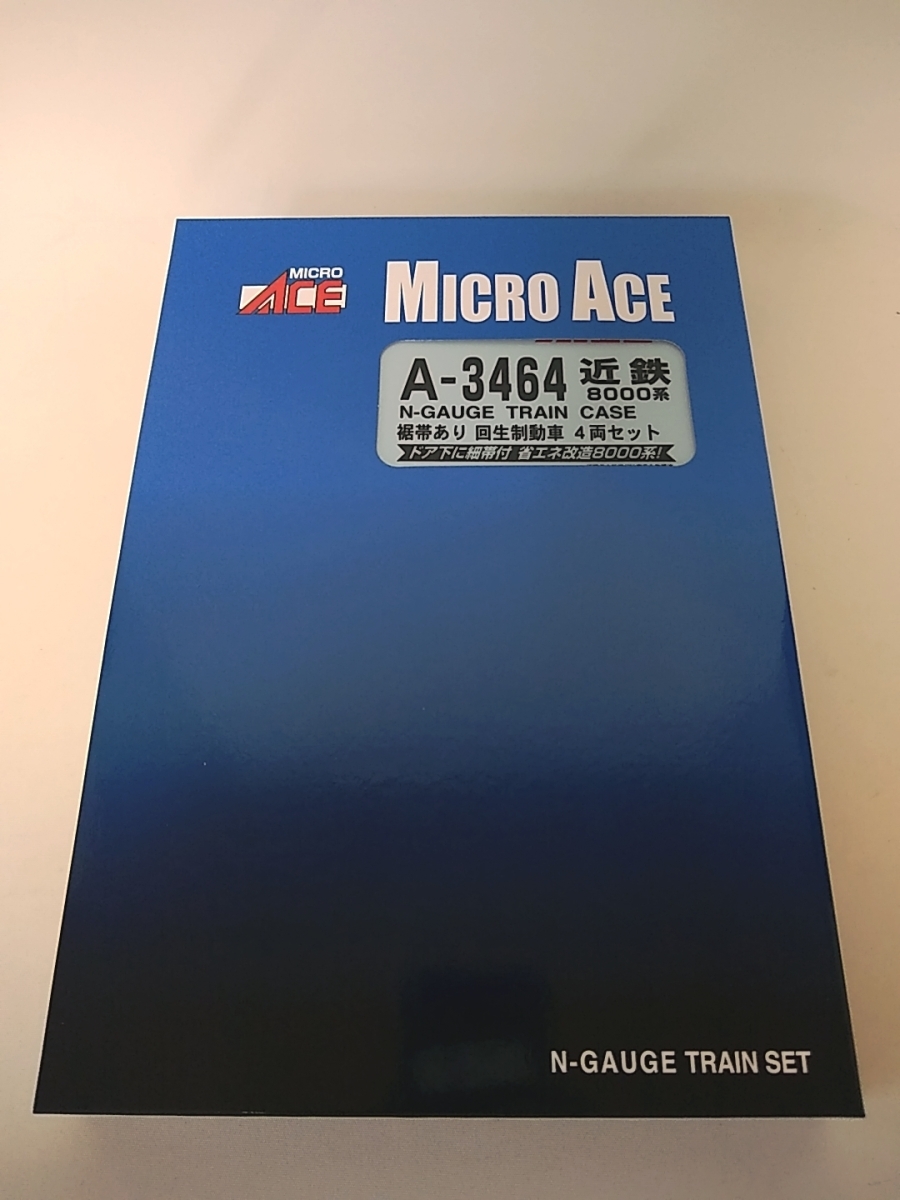 MICRO
ACE
MICRO ACE
A-3464 近鉄
8000系
N-GAUGE TRAIN CASE
裾帯あり 回生制動車 4両セット
ドア下に細帯付 省エネ改造8000系!
N-GAUGE TRAIN SET